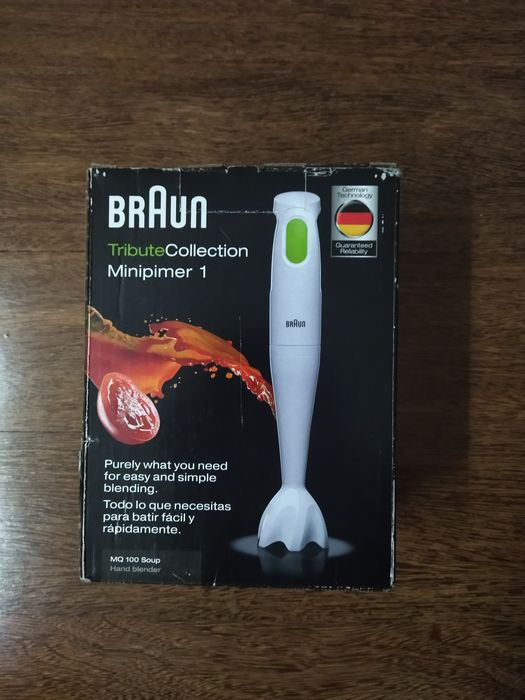 BRAUN
TributeCollection
Minipimer 1
German
Technology
Guaranteed
Reliability
BRAUN
Purely what you need
for easy and simple
blending.
Todo lo que necesitas
para batir fácil y
rápidamente.
MQ 100 Soup
Hand blender